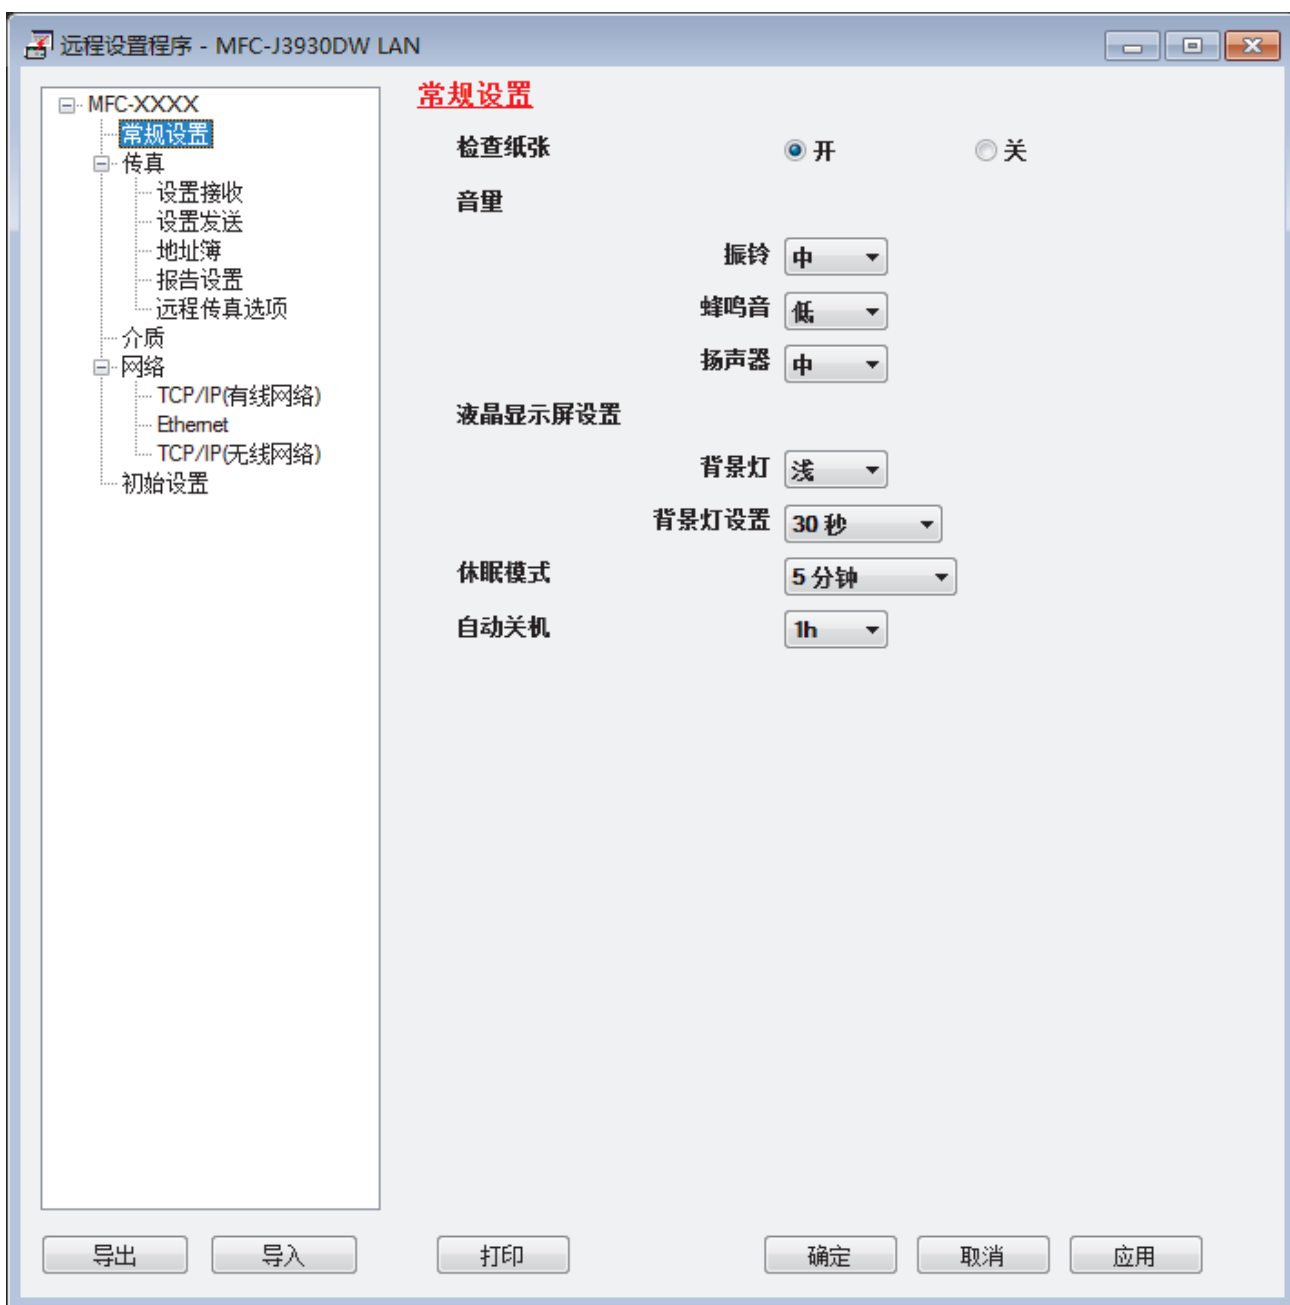 远程设置程序 - MFC-J3930DW LAN
MFC-XXXX
常规设置
传真
设置接收
设置发送
地址簿
报告设置
远程传真选项
介质
网络
TCP/IP(有线网络)
Ethernet
TCP/IP(无线网络)
初始设置
常规设置
检查纸张 开 关
音里
振铃 中
蜂鸣音 低
扬声器 中
液晶显示屏设置
背景灯 浅
背景灯设置 30 秒
休眠模式 5 分钟
自动关机 1h
导出 导入 打印 确定 取消 应用